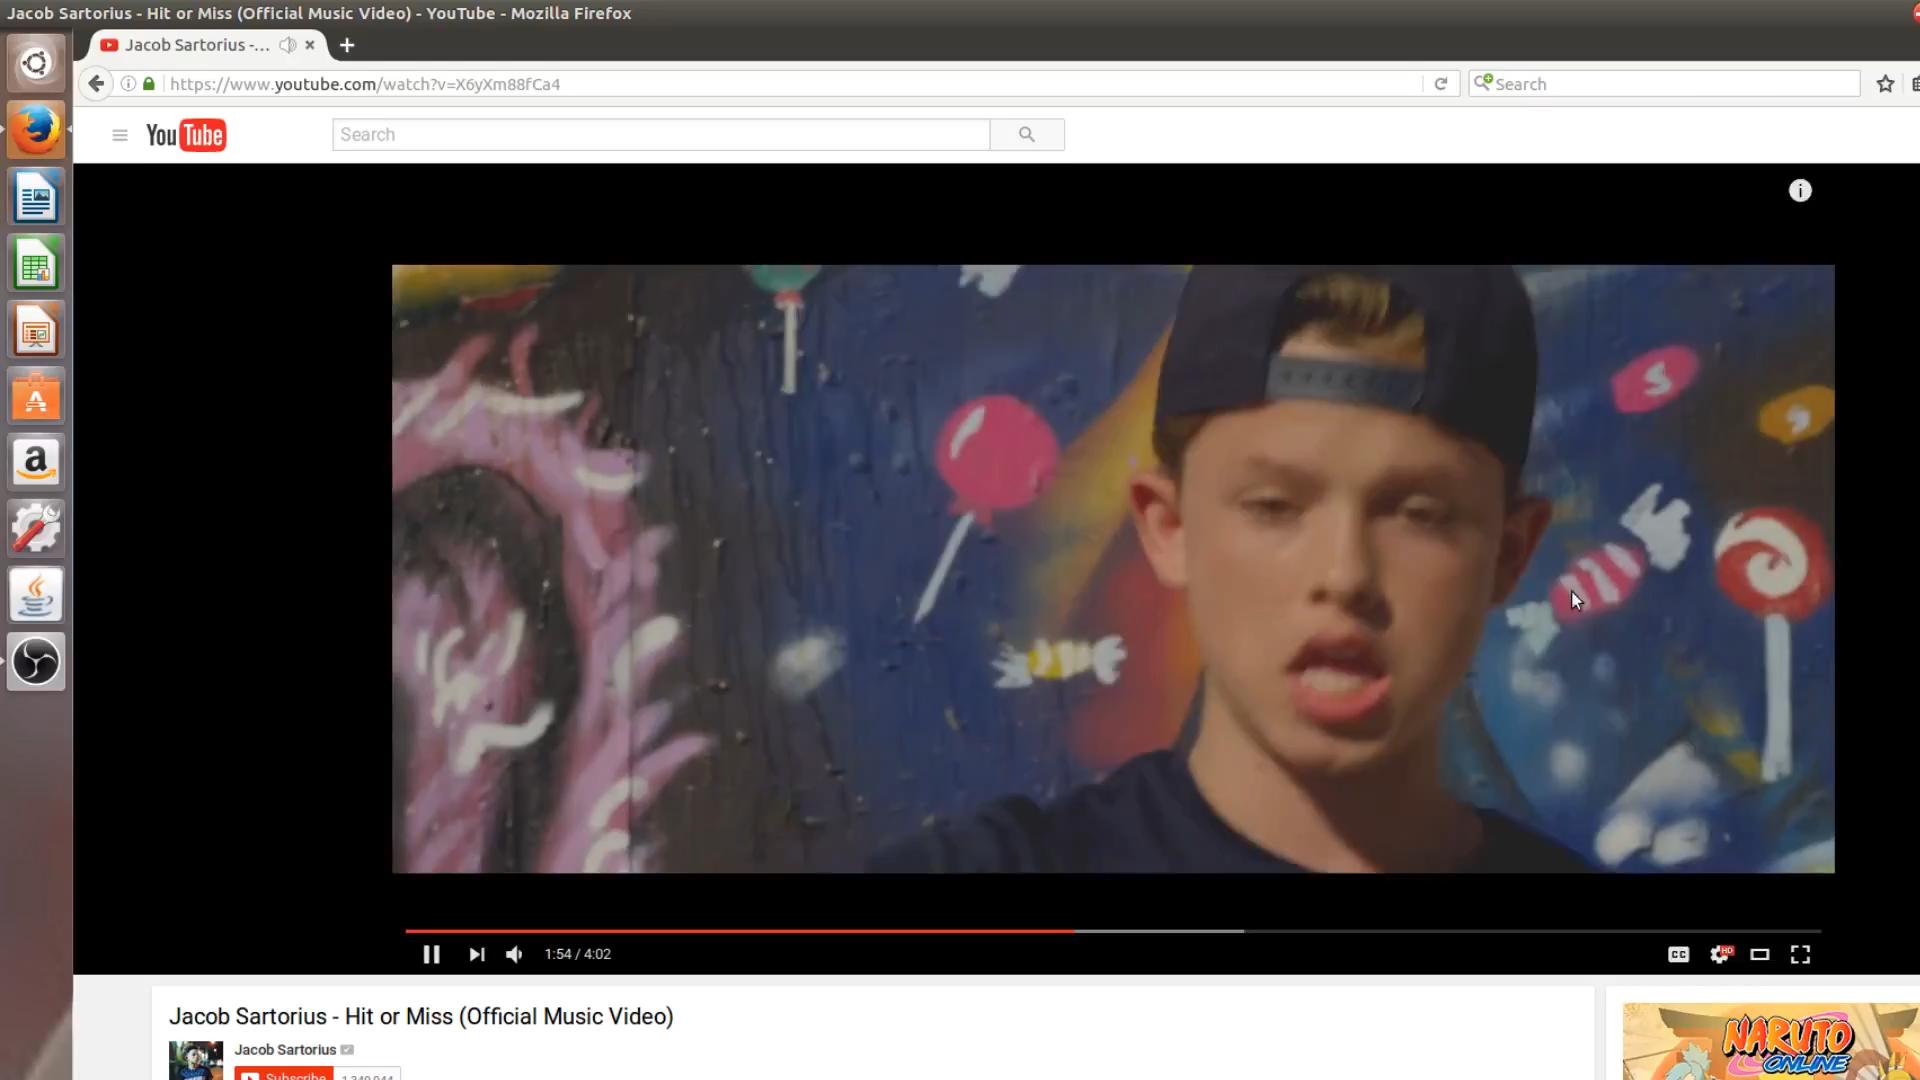 Jacob Sartorius - Hit or Miss (Official Music Video) - YouTube - Mozilla Firefox
Jacob Sartorius -...
https://www.youtube.com/watch?v=X6yXm88fCa4
Search
YouTube
Search
i
S
1:54 / 4:02
CC
HD
Jacob Sartorius - Hit or Miss (Official Music Video)
Jacob Sartorius
Subscribe
NARUTO
ONLINE
A
a